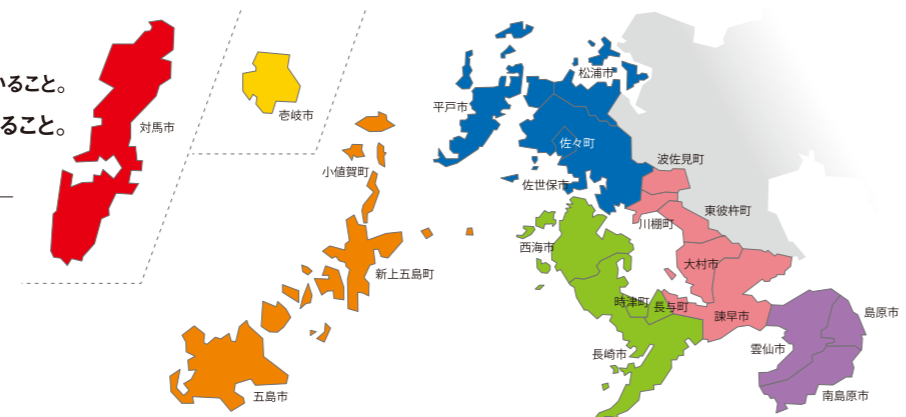 いること。
ること。
対馬市
壱岐市
松浦市
平戸市
佐々町
波佐見町
小値賀町
佐世保市
東彼杵町
川棚町
西海市
大村市
新上五島町
時津町
長与町
諫早市
島原市
長崎市
雲仙市
五島市
南島原市